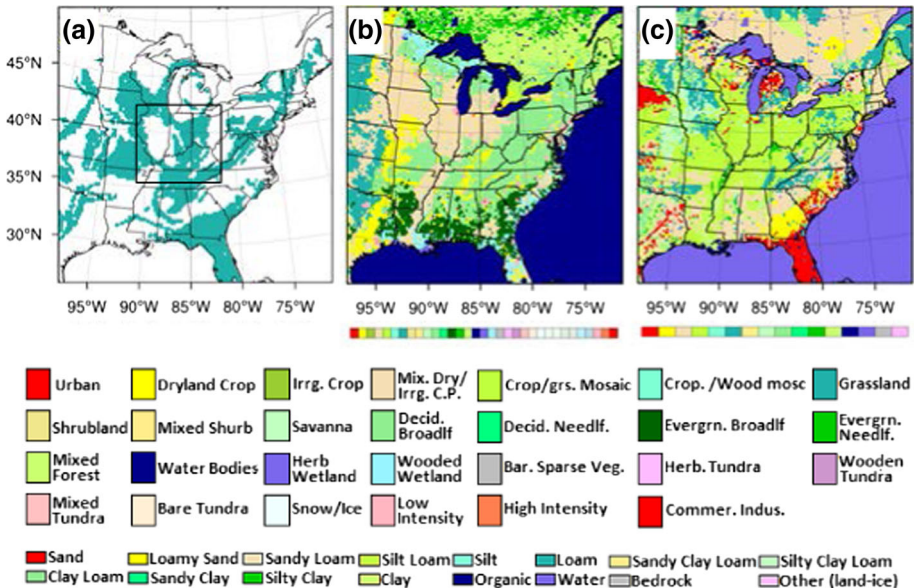 (a) (b) (c)
45°N
40°N
35°N
30°N
95°W 90°W 85°W 80°W 75°W 95°W 90°W 85°W 80°W 75°W 95°W 90°W 85°W 80°W 75°W
Urban Dryland Crop Irrg. Crop Mix. Dry/ Irrg. C.P. Crop/grs. Mosaic Crop. /Wood mosc Grassland
Shrubland Mixed Shurb Savanna Decid. Broadlf Decid. Needlf. Evergrn. Broadlf Evergrn. Needlf.
Mixed Forest Water Bodies Herb Wetland Wooded Wetland Bar. Sparse Veg. Herb. Tundra Wooden Tundra
Mixed Tundra Bare Tundra Snow/Ice Low Intensity High Intensity Commer. Indus.
Sand Loamy Sand Sandy Loam Silt Loam Silt Loam Sandy Clay Loam Silty Clay Loam
Clay Loam Sandy Clay Silty Clay Clay Organic Water Bedrock Other (land-ice)